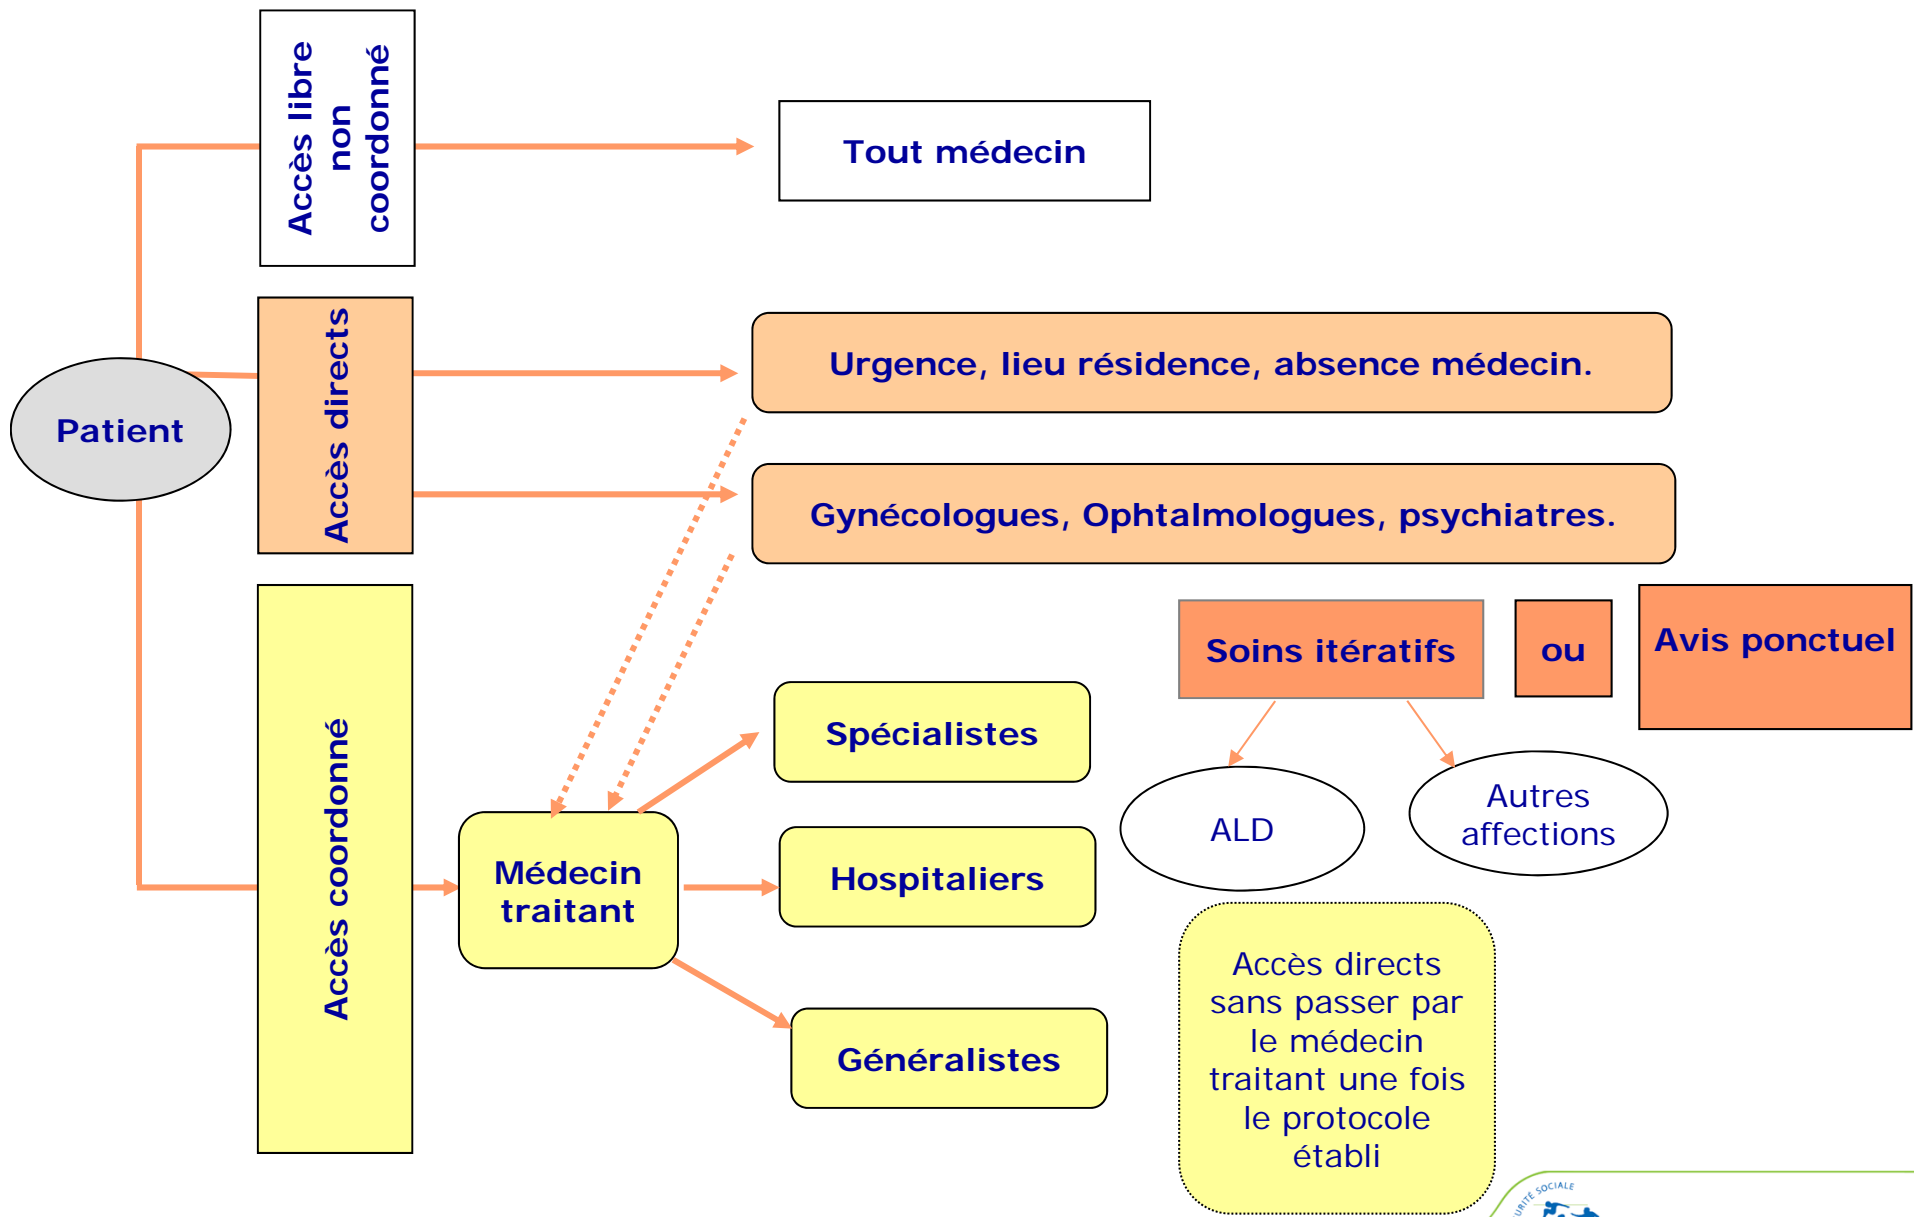 Accès libre
non
coordonné
Tout médecin
Accès directs
Urgence, lieu résidence, absence médecin.
Patient
Gynécologues, Ophtalmologues, psychiatres.
Soins itératifs
ou
Avis ponctuel
Accès coordonné
Spécialistes
ALD
Autres
affections
Médecin
traitant
Hospitaliers
Généralistes
Accès directs
sans passer par
le médecin
traitant une fois
le protocole
établi
SOCIALE